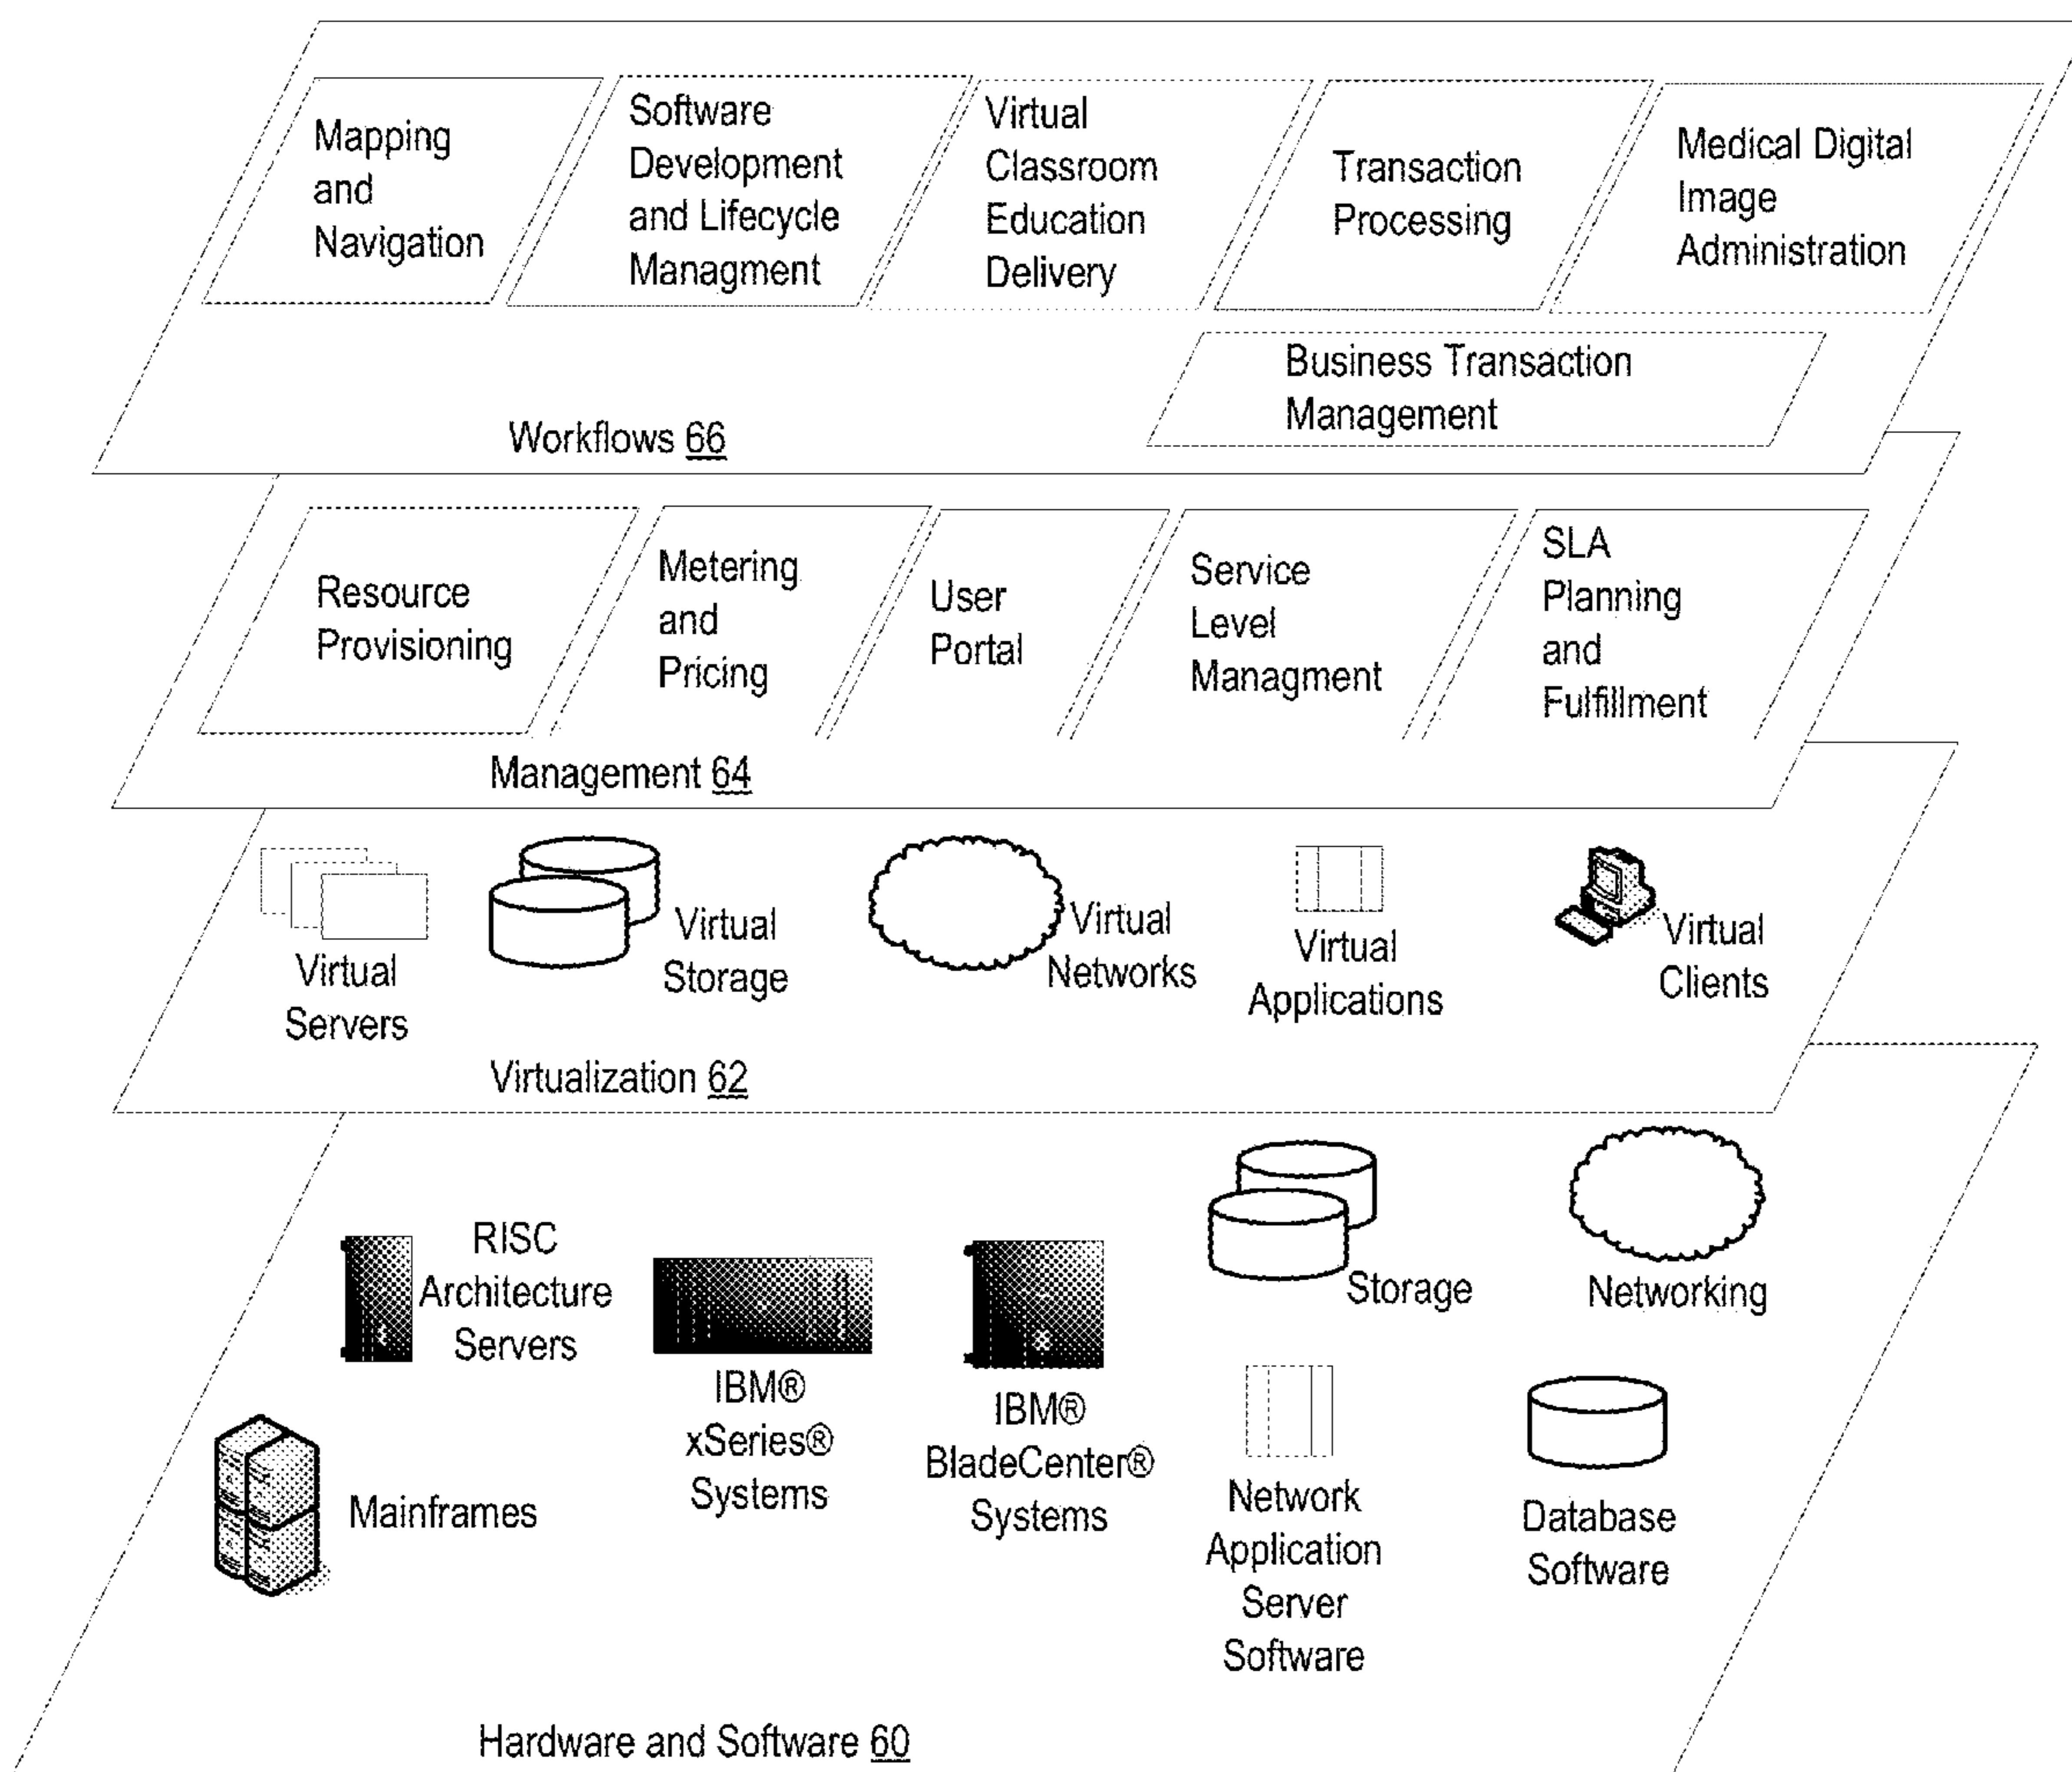 Mapping
and
Navigation
Software
Development
and Lifecycle
Managment
Virtual
Classroom
Education
Delivery
Transaction
Processing
Medical Digital
Image
Administration
Business Transaction
Management
Workflows 66
Resource
Provisioning
Metering
and
Pricing
User
Portal
Service
Level
Managment
SLA
Planning
and
Fulfillment
Management 64
Virtual
Servers
Virtual
Storage
Virtual
Networks
Virtual
Applications
Virtual
Clients
Virtualization 62
Mainframes
RISC
Architecture
Servers
IBM®
xSeries®
Systems
IBM®
BladeCenter®
Systems
Storage
Networking
Network
Application
Server
Software
Database
Software
Hardware and Software 60